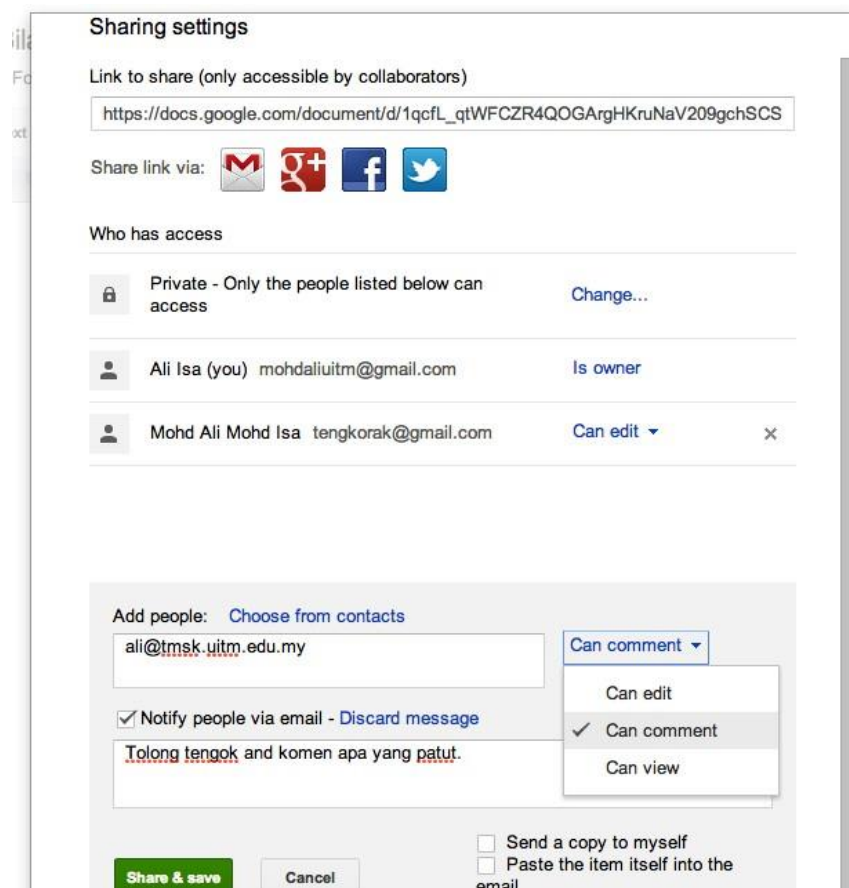 Sharing settings
Link to share (only accessible by collaborators)
https://docs.google.com/document/d/1qcfL_qtWFCZR4QOGArgHKruNaV209gchSCS
Share link via:
Who has access
Private - Only the people listed below can
access
Change...
Ali Isa (you) mohdaliuitm@gmail.com Is owner
Mohd Ali Mohd Isa tengkorak@gmail.com Can edit
Add people: Choose from contacts
ali@tmsk.uitm.edu.my
Can comment
Can edit
Can comment
Can view
Notify people via email - Discard message
Tolong tengok and komen apa yang patut.
Send a copy to myself
Paste the item itself into the
email
Share & save
Cancel